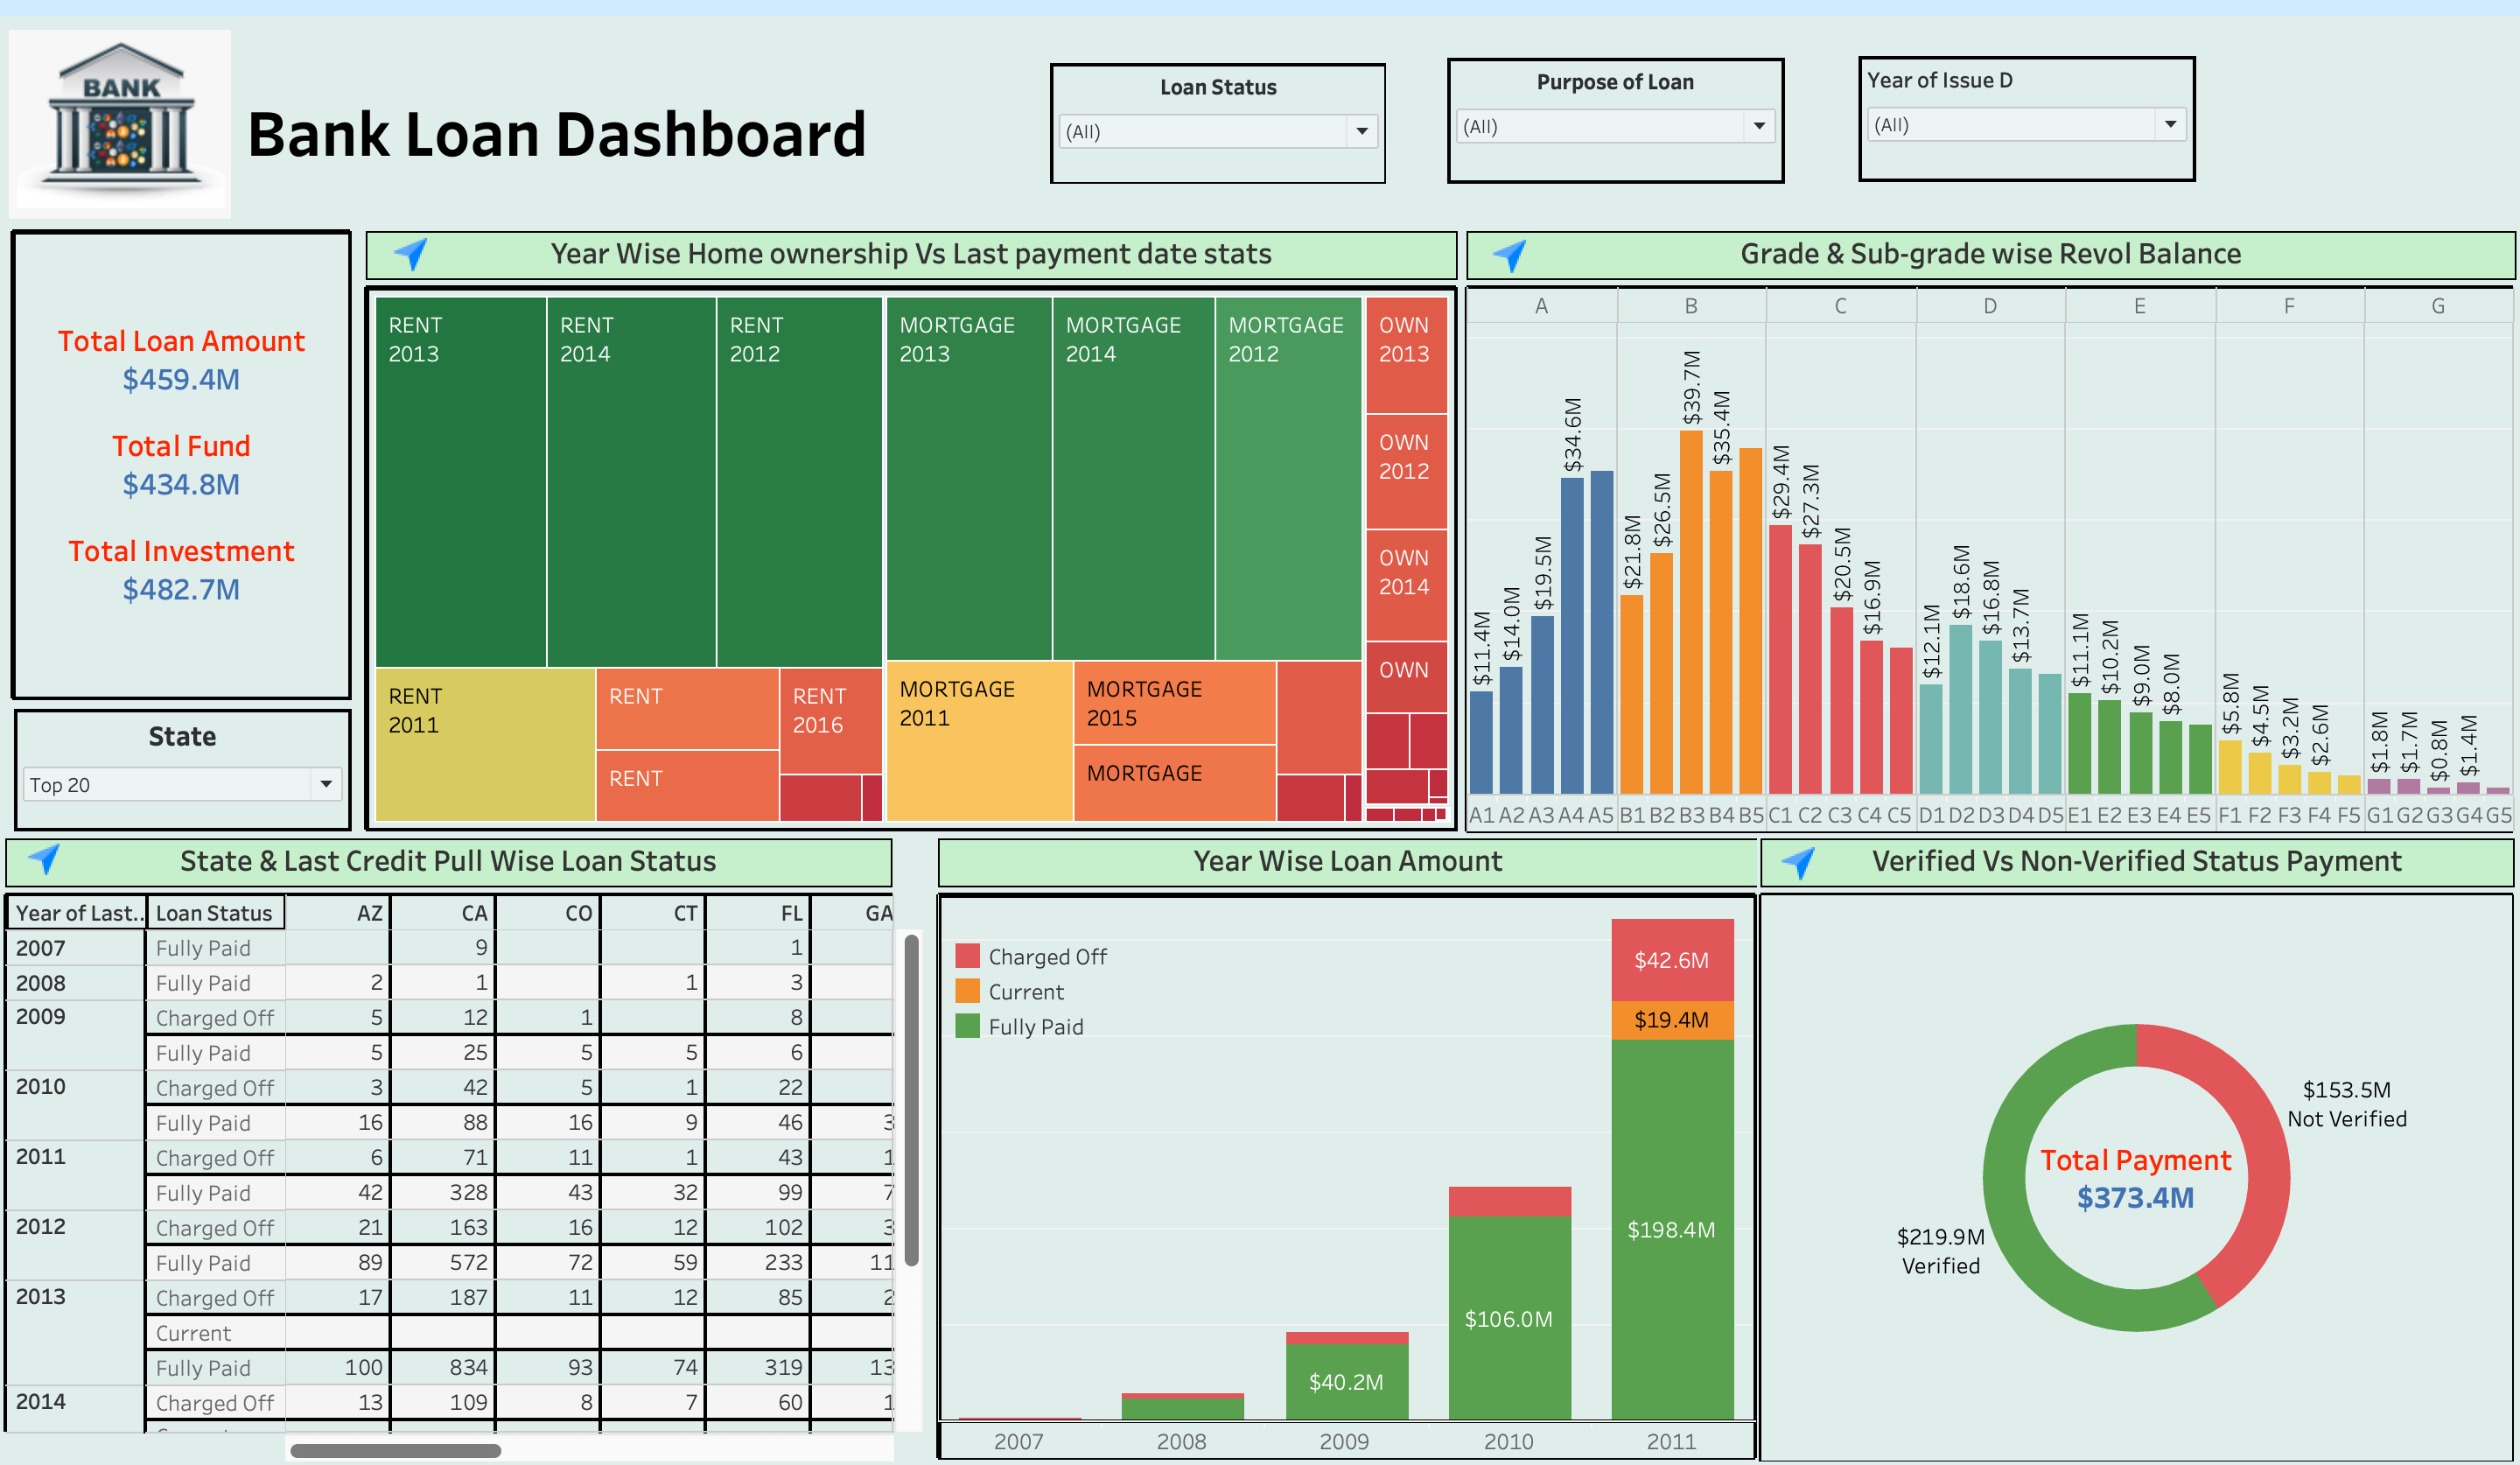 BANK
Bank Loan Dashboard
Loan Status
(All)
Purpose of Loan
(All)
Year of Issue D
(All)
Total Loan Amount
$459.4M
Total Fund
$434.8M
Total Investment
$482.7M
State
Top 20
Year Wise Home ownership Vs Last payment date stats
RENT
2013
RENT
2014
RENT
2012
MORTGAGE
2013
MORTGAGE
2014
MORTGAGE
2012
OWN
2013
OWN
2012
OWN
2014
OWN
RENT
2011
RENT
RENT
RENT
2016
MORTGAGE
2011
MORTGAGE
2015
MORTGAGE
Grade & Sub-grade wise Revol Balance
A B C D E F G
$11.4M
$14.0M
$19.5M
$34.6M
$21.8M
$26.5M
$39.7M
$35.4M
$29.4M
$27.3M
$20.5M
$16.9M
$12.1M
$18.6M
$16.8M
$13.7M
$11.1M
$10.2M
$9.0M
$8.0M
$5.8M
$4.5M
$3.2M
$2.6M
$1.8M
$1.7M
$0.8M
$1.4M
A1 A2 A3 A4 A5 B1 B2 B3 B4 B5 C1 C2 C3 C4 C5 D1 D2 D3 D4 D5 E1 E2 E3 E4 E5 F1 F2 F3 F4 F5 G1 G2 G3 G4 G5
State & Last Credit Pull Wise Loan Status
Year of Last.. Loan Status AZ CA CO CT FL GA
2007 Fully Paid 9 1
2008 Fully Paid 2 1 1 3
2009 Charged Off 5 12 1 8
Fully Paid 5 25 5 5 6
2010 Charged Off 3 42 5 1 22
Fully Paid 16 88 16 9 46 3
2011 Charged Off 6 71 11 1 43 1
Fully Paid 42 328 43 32 99 7
2012 Charged Off 21 163 16 12 102 3
Fully Paid 89 572 72 59 233 11
2013 Charged Off 17 187 11 12 85 2
Current
Fully Paid 100 834 93 74 319 13
2014 Charged Off 13 109 8 7 60 1
Year Wise Loan Amount
Charged Off
Current
Fully Paid
$42.6M
$19.4M
$198.4M
$106.0M
$40.2M
2007 2008 2009 2010 2011
Verified Vs Non-Verified Status Payment
$153.5M
Not Verified
Total Payment
$373.4M
$219.9M
Verified